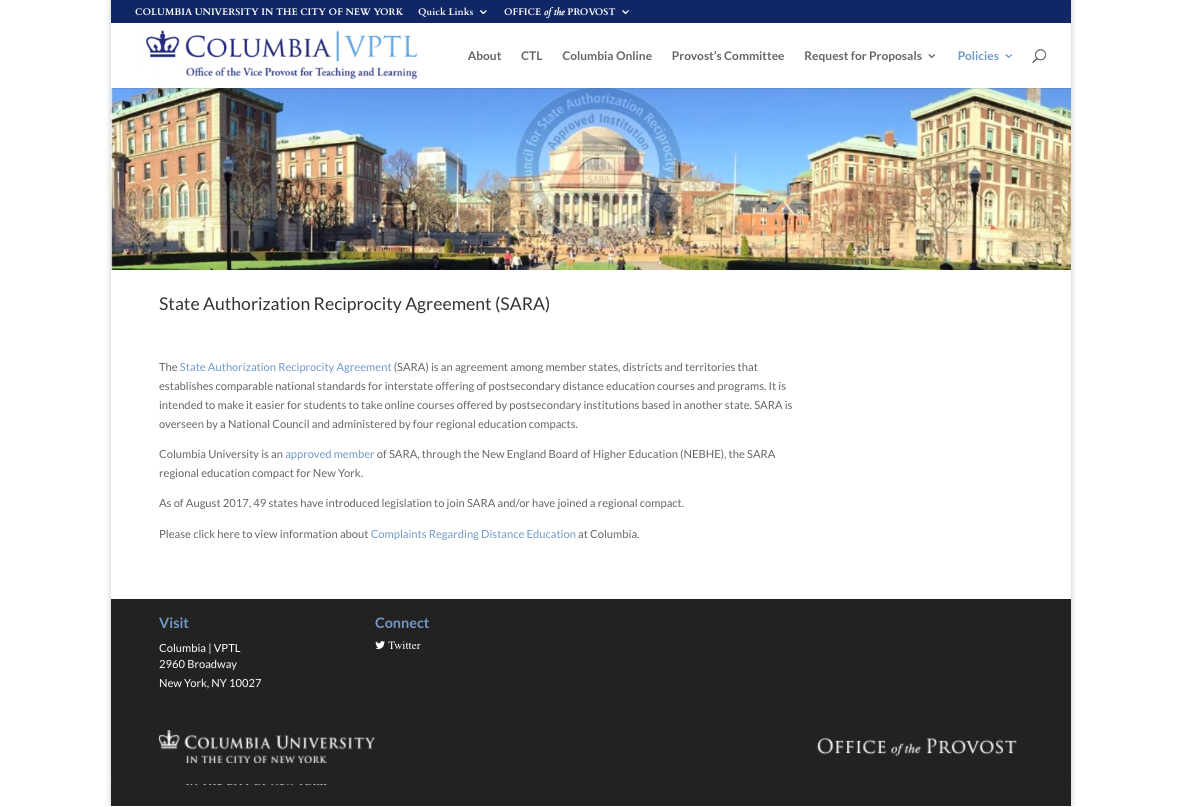 COLUMBIA UNIVERSITY IN THE CITY OF NEW YORK Quick Links OFFICE of the PROVOST
COLUMBIA | VPTL
Office of the Vice Provost for Teaching and Learning
About CTL Columbia Online Provost's Committee Request for Proposals Policies
State Authorization Reciprocity
Approved Institution
SARA
State Authorization Reciprocity Agreement (SARA)
The State Authorization Reciprocity Agreement (SARA) is an agreement among member states, districts and territories that
establishes comparable national standards for interstate offering of postsecondary distance education courses and programs. It is
intended to make it easier for students to take online courses offered by postsecondary institutions based in another state. SARA is
overseen by a National Council and administered by four regional education compacts.
Columbia University is an approved member of SARA, through the New England Board of Higher Education (NEBHE), the SARA
regional education compact for New York.
As of August 2017, 49 states have introduced legislation to join SARA and/or have joined a regional compact.
Please click here to view information about Complaints Regarding Distance Education at Columbia.
Visit
Columbia | VPTL
2960 Broadway
New York, NY 10027
Connect
Twitter
COLUMBIA UNIVERSITY
IN THE CITY OF NEW YORK
OFFICE of the PROVOST